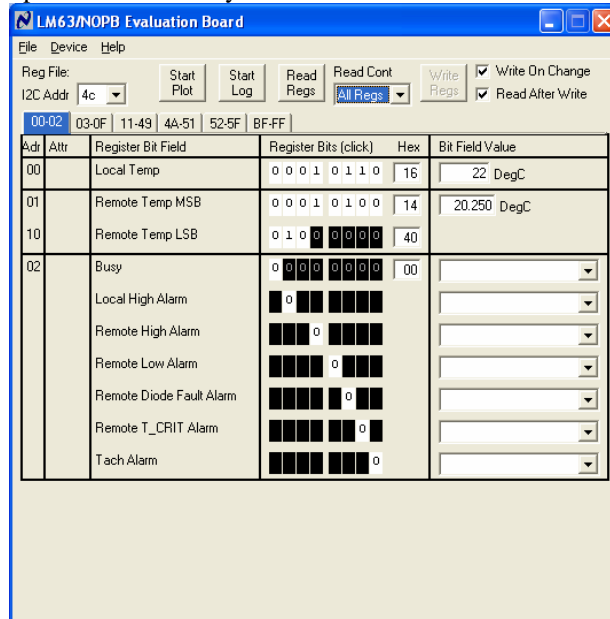 LM63/NOPB Evaluation Board
File Device Help
Reg File: Start Plot Start Log Read Regs Read Cont Write Regs Write On Change
I2C Addr 4c All Regs Read After Write
00-02 03-0F 11-49 4A-51 52-5F BF-FF
Adr Attr Register Bit Field Register Bits (click) Hex Bit Field Value
00 Local Temp 0 0 0 1 0 1 1 0 16 22 DegC
01 Remote Temp MSB 0 0 0 1 0 1 0 0 14 20.250 DegC
10 Remote Temp LSB 0 1 0 0 0 0 0 0 40
02 Busy 0 0 0 0 0 0 0 0 00
Local High Alarm 0
Remote High Alarm 0
Remote Low Alarm 0
Remote Diode Fault Alarm 0
Remote T_CRIT Alarm 0
Tach Alarm 0